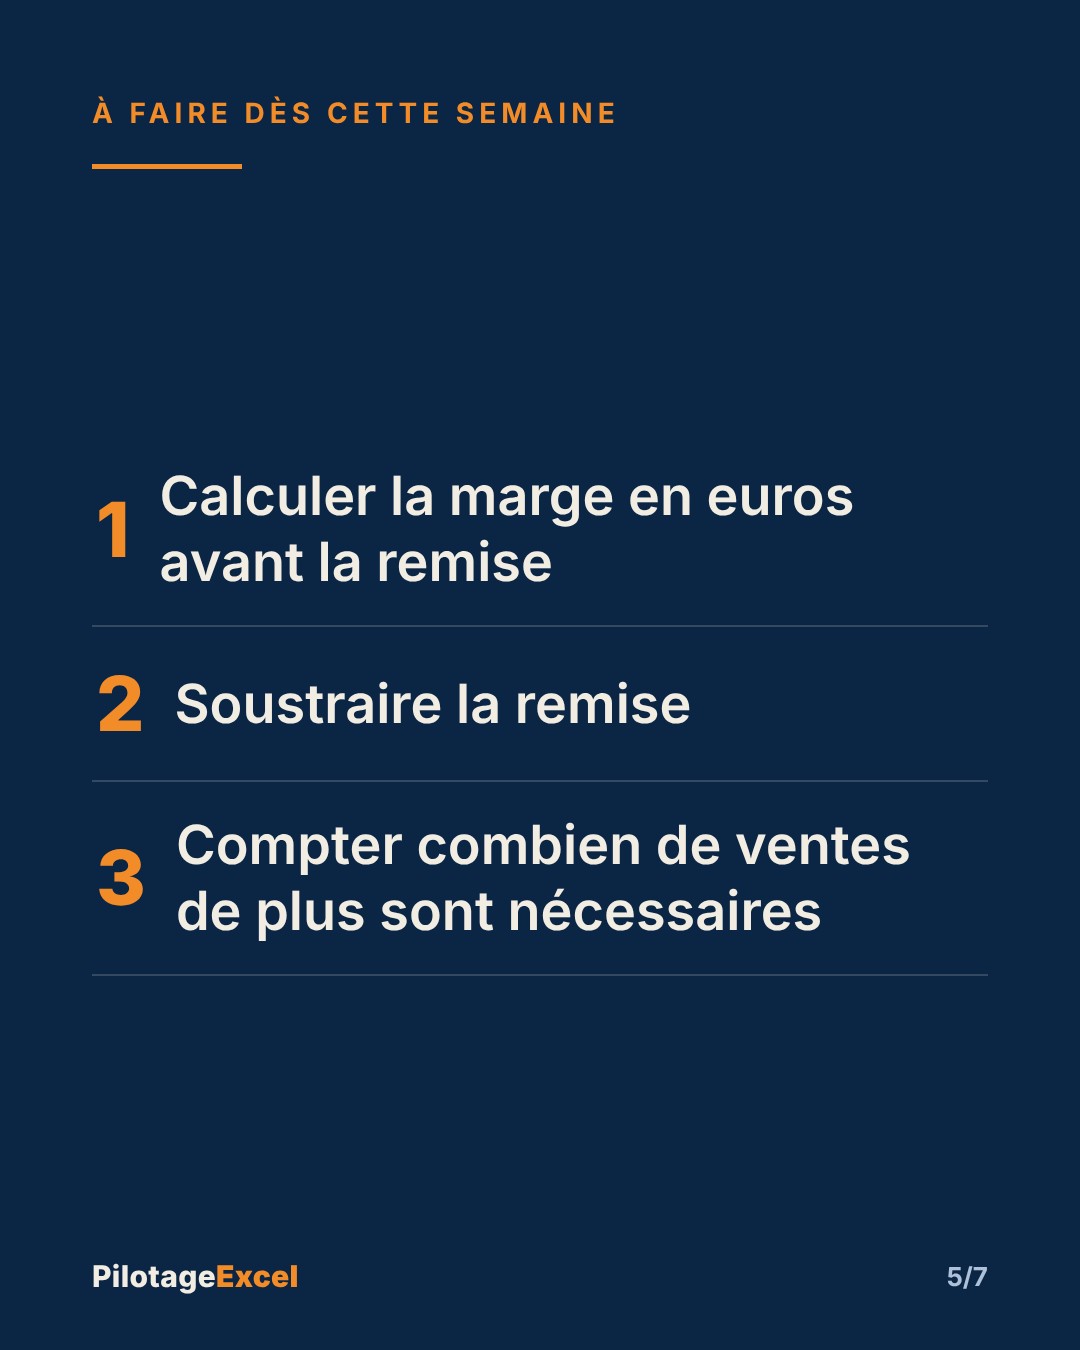 À FAIRE DÈS CETTE SEMAINE
1 Calculer la marge en euros
avant la remise
2 Soustraire la remise
3 Compter combien de ventes
de plus sont nécessaires
PilotageExcel
5/7